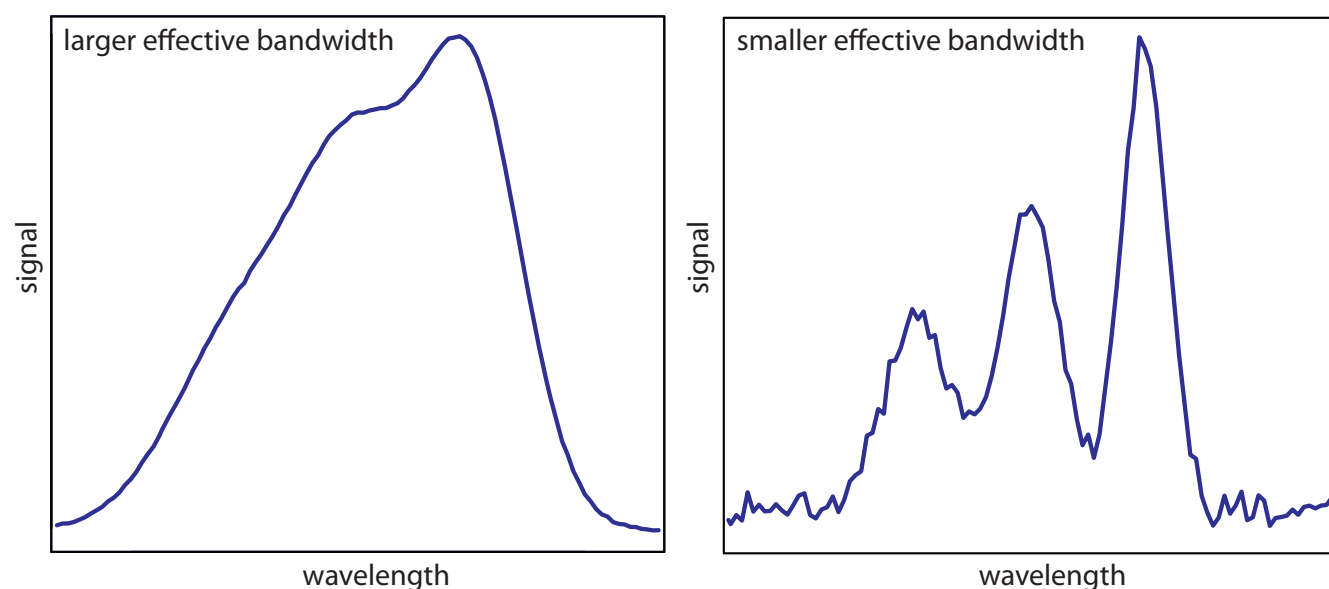 larger effective bandwidth
signal
wavelength
smaller effective bandwidth
signal
wavelength